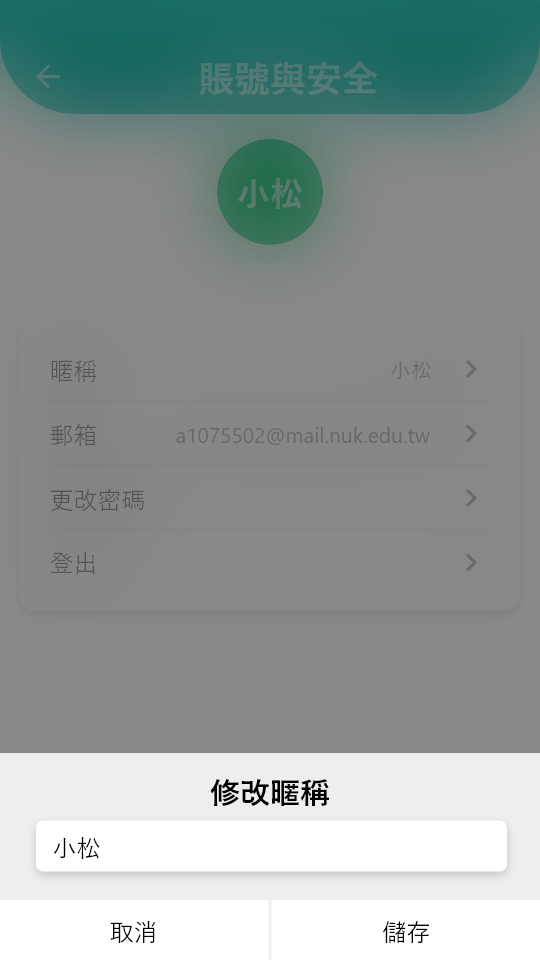 賬號與安全
小松
暱稱 小松
郵箱 a1075502@mail.nuk.edu.tw
更改密碼
登出
修改暱稱
小松
取消 儲存